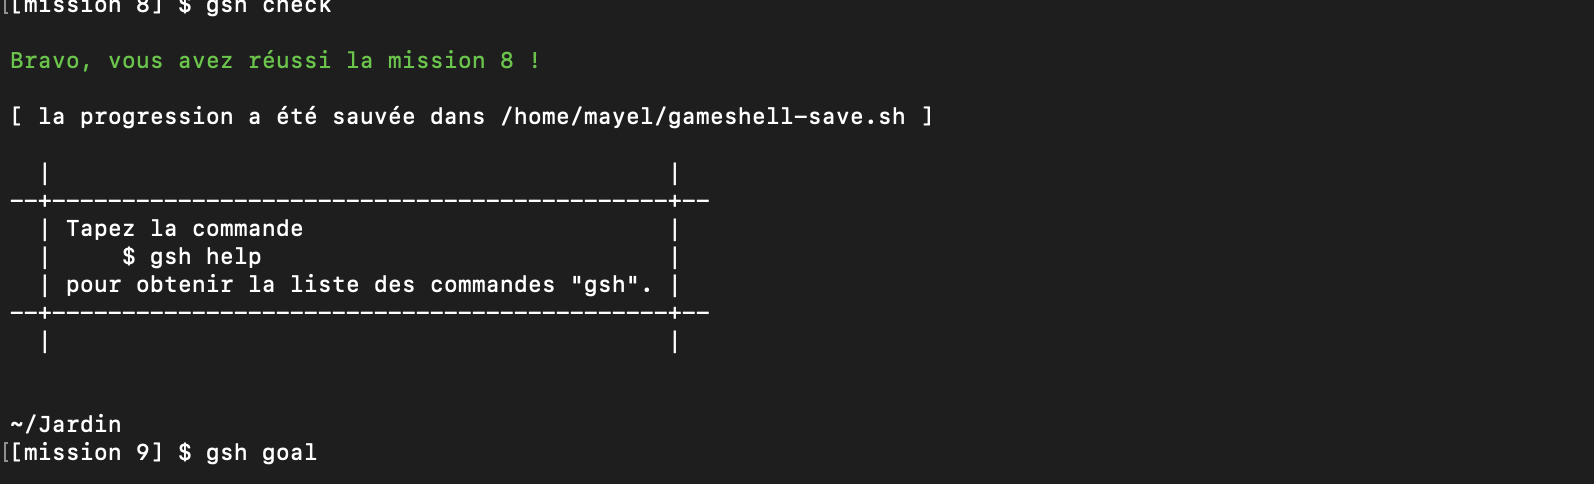 [[mission 8] $ gsh check
Bravo, vous avez réussi la mission 8 !
[ la progression a été sauvée dans /home/mayel/gameshell-save.sh ]
| |
--+--------------------------------------------+--
| Tapez la commande |
| $ gsh help |
| pour obtenir la liste des commandes "gsh". |
--+--------------------------------------------+--
| |
~/Jardin
[[mission 9] $ gsh goal